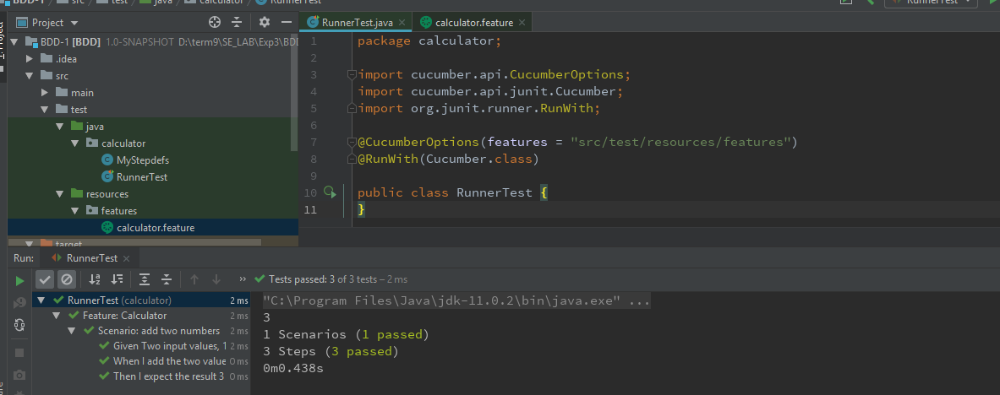 BDD-1 src test java calculator RunnerTest RunnerTest
Project
RunnerTest.java calculator.feature
BDD-1 [BDD] 1.0-SNAPSHOT D:\term9\SE_LAB\Exp3\BDD
.idea
src
main
test
java
calculator
MyStepdefs
RunnerTest
resources
features
calculator.feature
target
Project
1 package calculator;
2
3 import cucumber.api.CucumberOptions;
4 import cucumber.api.junit.Cucumber;
5 import org.junit.runner.RunWith;
6
7 @CucumberOptions(features = "src/test/resources/features")
8 @RunWith(Cucumber.class)
9
10 public class RunnerTest {
11 }
Run: RunnerTest
» Tests passed: 3 of 3 tests – 2 ms
RunnerTest (calculator) 2 ms
Feature: Calculator 2 ms
Scenario: add two numbers 2 ms
Given Two input values, 1 2 ms
When I add the two value 0 ms
Then I expect the result 3 0 ms
"C:\Program Files\Java\jdk-11.0.2\bin\java.exe" ...
3
1 Scenarios (1 passed)
3 Steps (3 passed)
0m0.438s